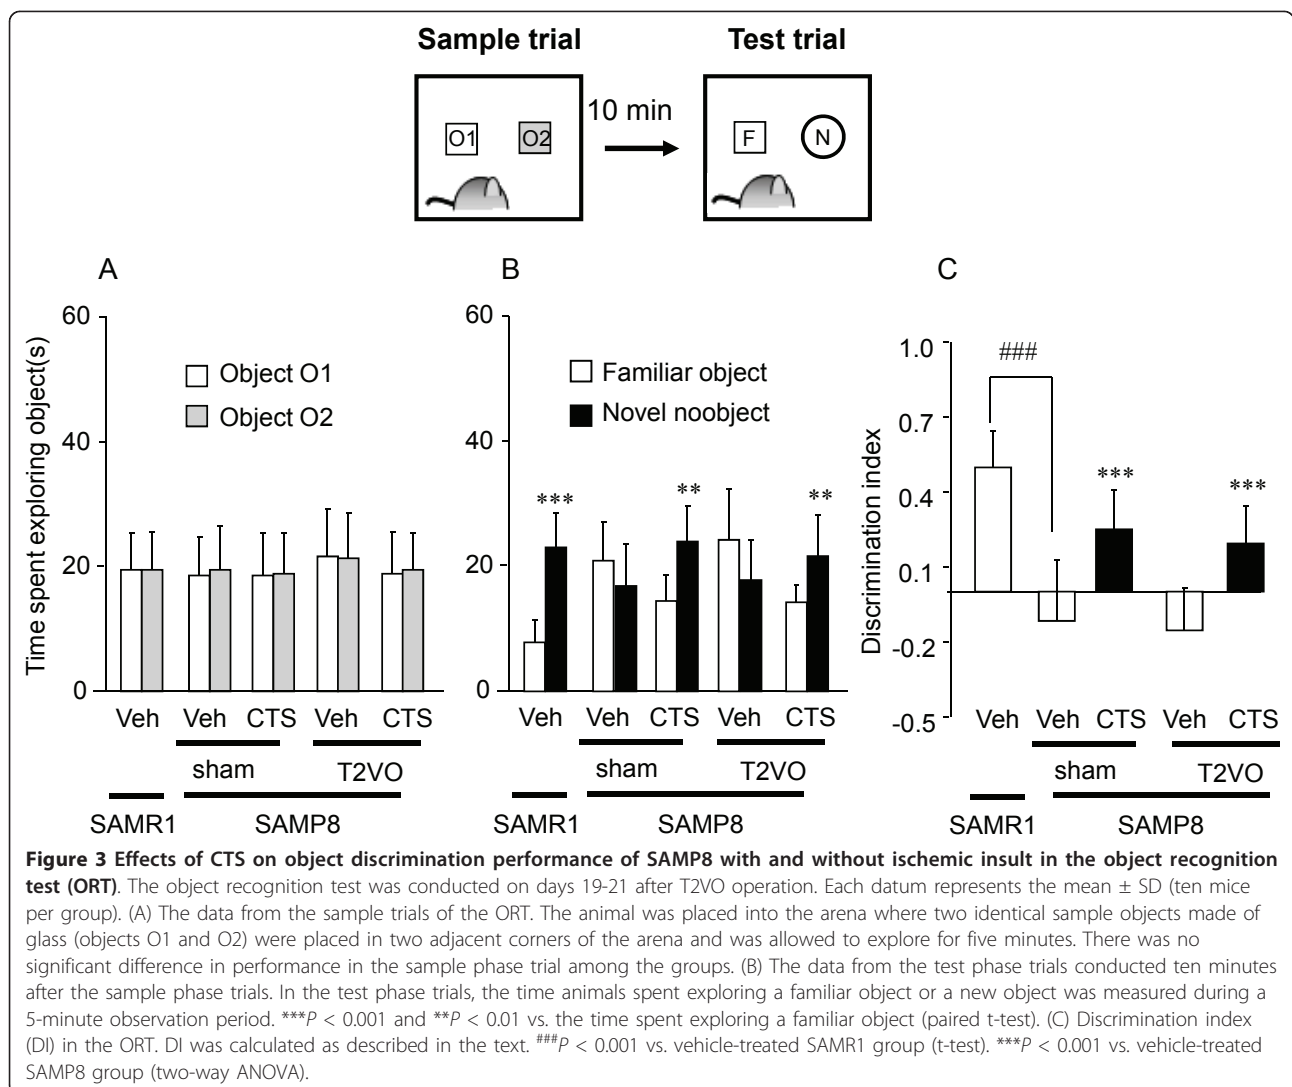 Sample trial
Test trial
O1
O2
10 min
F
N
A
B
C
60
40
20
0
Time spent exploring object(s)
Object O1
Object O2
Veh
Veh
CTS
Veh
CTS
sham
T2VO
SAMR1
SAMP8
60
40
20
0
Familiar object
Novel noobject
***
**
**
Veh
Veh
CTS
Veh
CTS
sham
T2VO
SAMR1
SAMP8
Discrimination index
1.0
0.7
0.4
0.1
-0.2
-0.5
###
***
***
Veh
Veh
CTS
Veh
CTS
sham
T2VO
SAMR1
SAMP8
Figure 3 Effects of CTS on object discrimination performance of SAMP8 with and without ischemic insult in the object recognition
test (ORT). The object recognition test was conducted on days 19-21 after T2VO operation. Each datum represents the mean ± SD (ten mice
per group). (A) The data from the sample trials of the ORT. The animal was placed into the arena where two identical sample objects made of
glass (objects O1 and O2) were placed in two adjacent corners of the arena and was allowed to explore for five minutes. There was no
significant difference in performance in the sample phase trial among the groups. (B) The data from the test phase trials conducted ten minutes
after the sample phase trials. In the test phase trials, the time animals spent exploring a familiar object or a new object was measured during a
5-minute observation period. ***P < 0.001 and **P < 0.01 vs. the time spent exploring a familiar object (paired t-test). (C) Discrimination index
(DI) in the ORT. DI was calculated as described in the text. ###P < 0.001 vs. vehicle-treated SAMR1 group (t-test). ***P < 0.001 vs. vehicle-treated
SAMP8 group (two-way ANOVA).